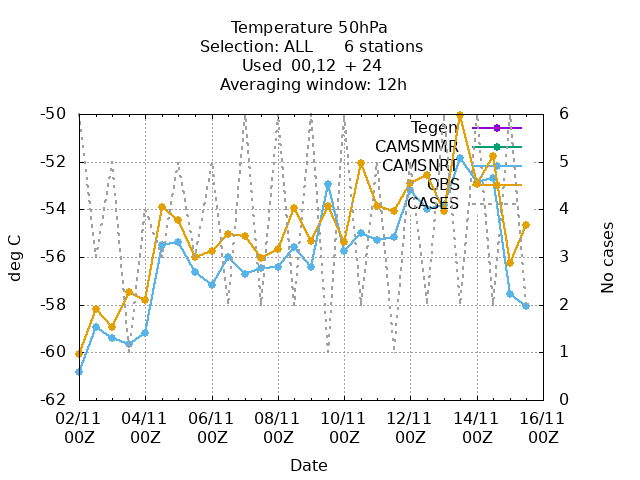 Temperature 50hPa
Selection: ALL 6 stations
Used 00,12 + 24
Averaging window: 12h
-50
-52
-54
-56
-58
-60
-62
deg C
6
5
4
3
2
1
0
No cases
Tegen
CAMSMMR
CAMSNRT
OBS
CASES
02/11 04/11 06/11 08/11 10/11 12/11 14/11 16/11
00Z 00Z 00Z 00Z 00Z 00Z 00Z 00Z
Date